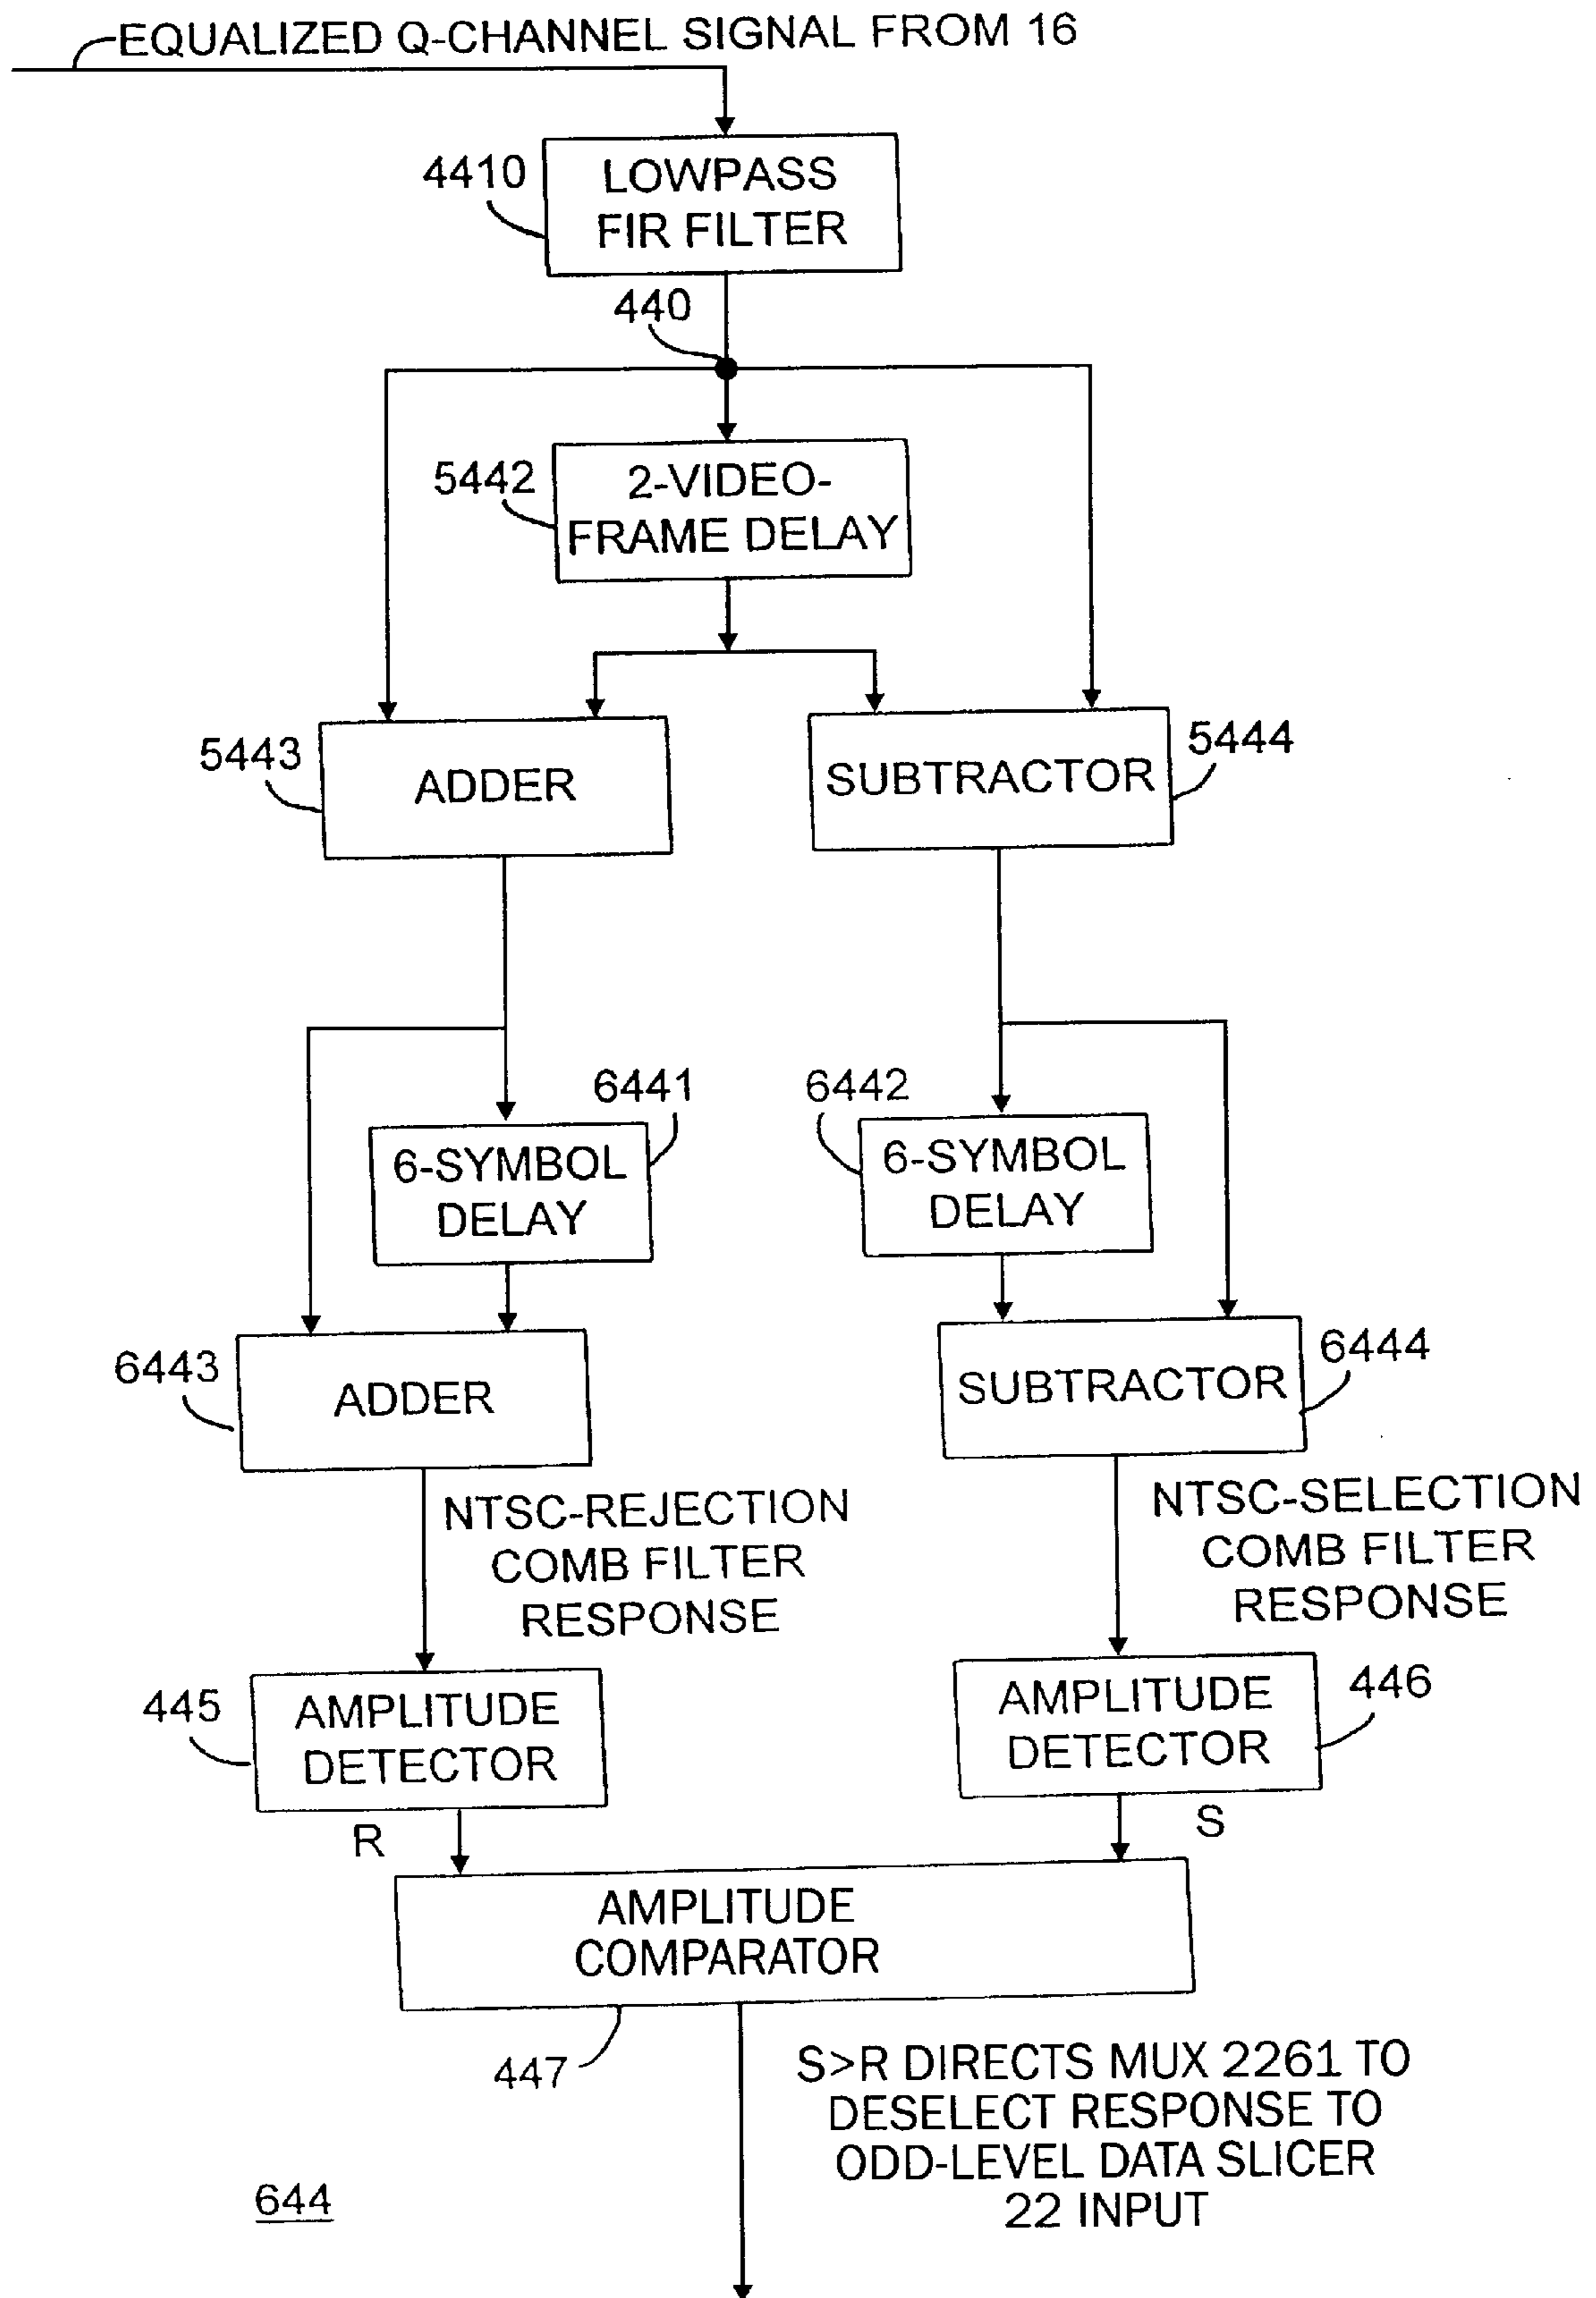 EQUALIZED Q-CHANNEL SIGNAL FROM 16
4410
LOWPASS
FIR FILTER
440
5442
2-VIDEO-
FRAME DELAY
5443
ADDER
SUBTRACTOR
5444
6441
6-SYMBOL
DELAY
6442
6-SYMBOL
DELAY
6443
ADDER
SUBTRACTOR
6444
NTSC-REJECTION
COMB FILTER
RESPONSE
NTSC-SELECTION
COMB FILTER
RESPONSE
445
AMPLITUDE
DETECTOR
AMPLITUDE
DETECTOR
446
R
S
AMPLITUDE
COMPARATOR
447
S>R DIRECTS MUX 2261 TO
DESELECT RESPONSE TO
ODD-LEVEL DATA SLICER
22 INPUT
644